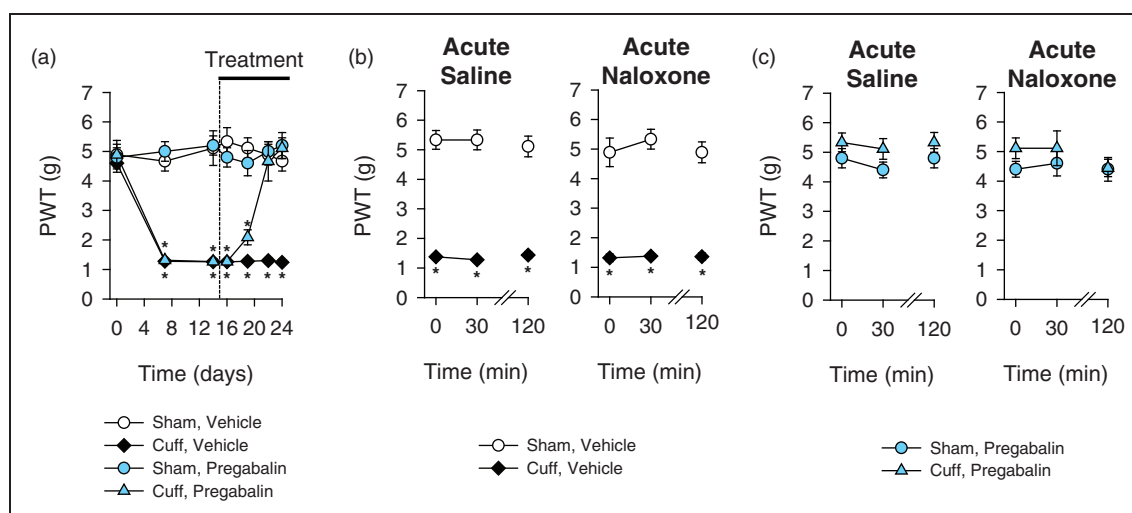 (a)
Treatment
7
6
5
4
3
2
1
0
PWT (g)
* * * *
* * * * * *
0 4 8 12 16 20 24
Time (days)
Sham, Vehicle
Cuff, Vehicle
Sham, Pregabalin
Cuff, Pregabalin
(b)
Acute
Saline
7
6
5
4
3
2
1
0
PWT (g)
* * *
0 30 120
Time (min)
Acute
Naloxone
7
6
5
4
3
2
1
0
* * *
0 30 120
Time (min)
Sham, Vehicle
Cuff, Vehicle
(c)
Acute
Saline
7
6
5
4
3
2
1
0
PWT (g)
0 30 120
Time (min)
Acute
Naloxone
7
6
5
4
3
2
1
0
0 30 120
Time (min)
Sham, Pregabalin
Cuff, Pregabalin